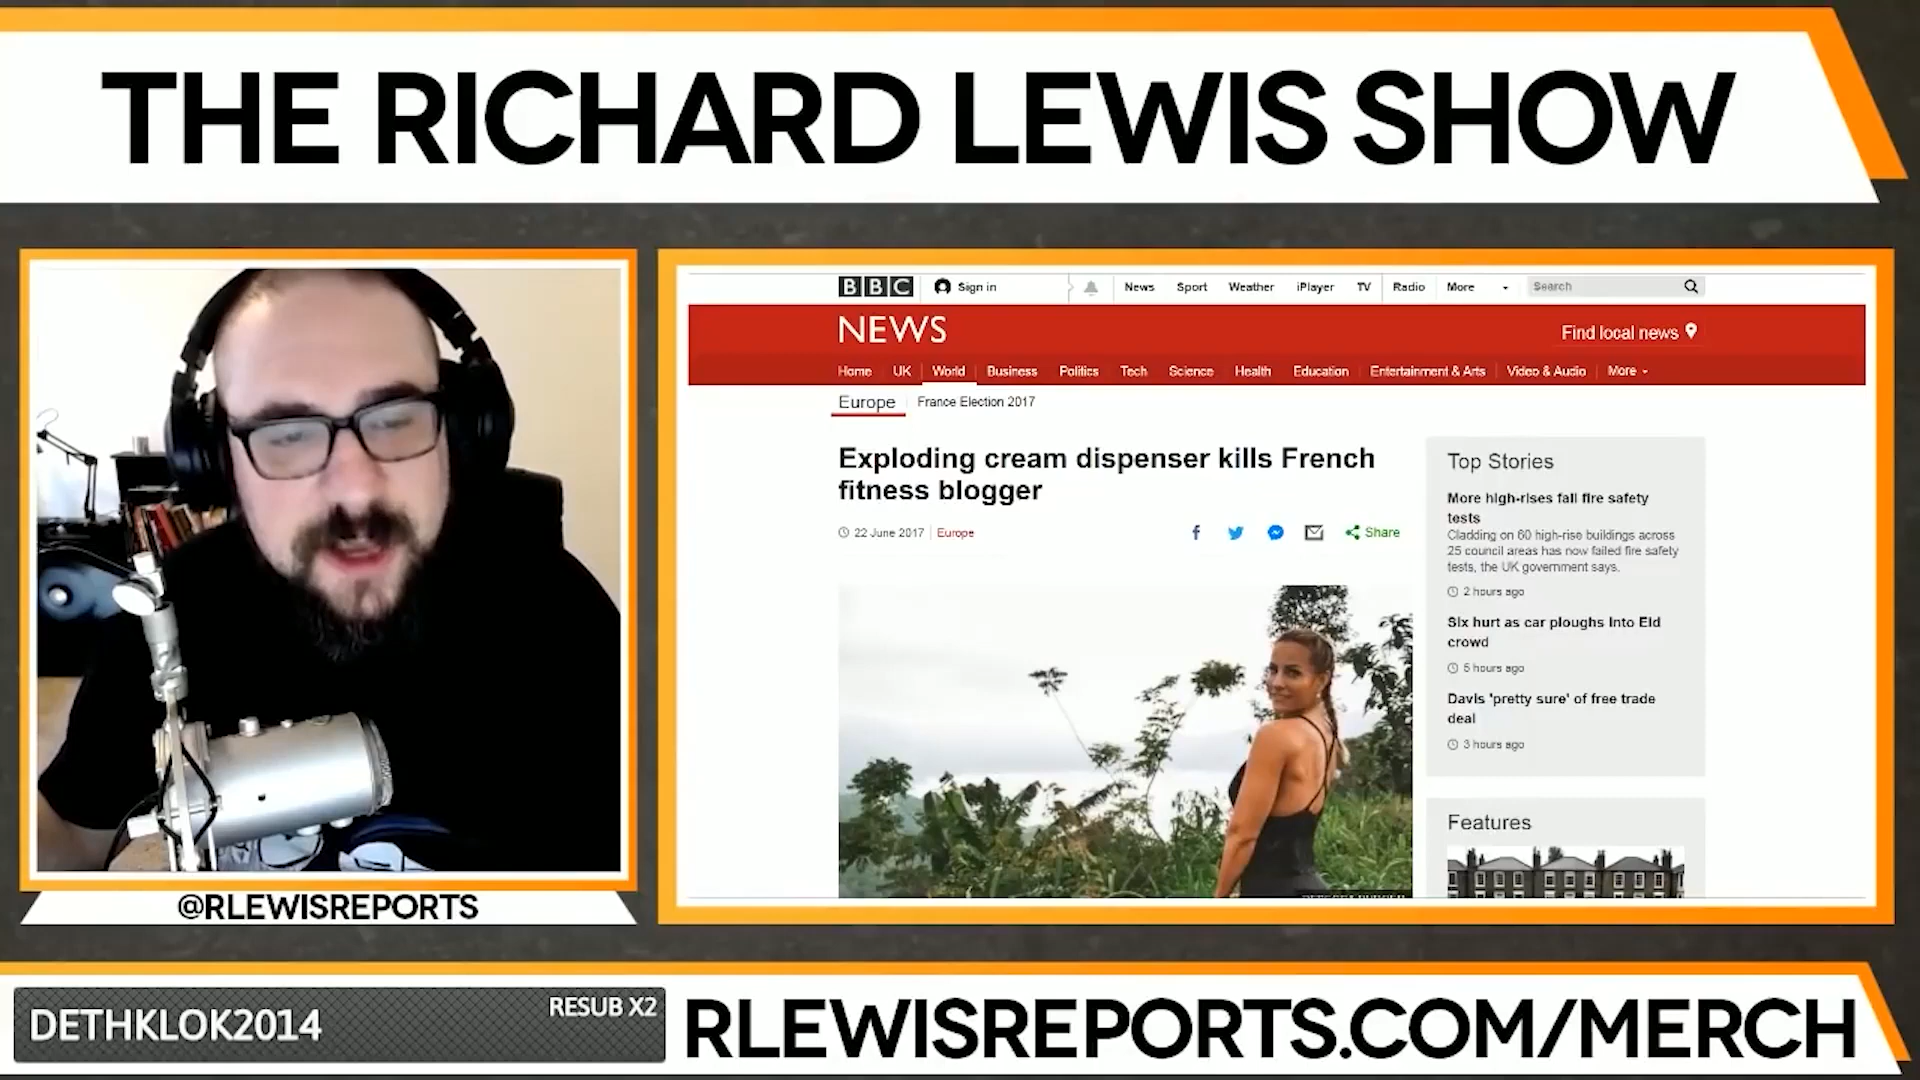 THE RICHARD LEWIS SHOW
@RLEWISREPORTS
BBC Sign in News Sport Weather iPlayer TV Radio More Search
NEWS
Find local news
Home UK World Business Politics Tech Science Health Education Entertainment & Arts Video & Audio More
Europe France Election 2017
Exploding cream dispenser kills French
fitness blogger
22 June 2017 Europe
Share
Top Stories
More high-rises fail fire safety
tests
Cladding on 60 high-rise buildings across
25 council areas has now failed fire safety
tests, the UK government says.
2 hours ago
Six hurt as car ploughs into Eid
crowd
5 hours ago
Davis 'pretty sure' of free trade
deal
3 hours ago
Features
DETHKLOK2014
RESUB X2
RLEWISREPORTS.COM/MERCH